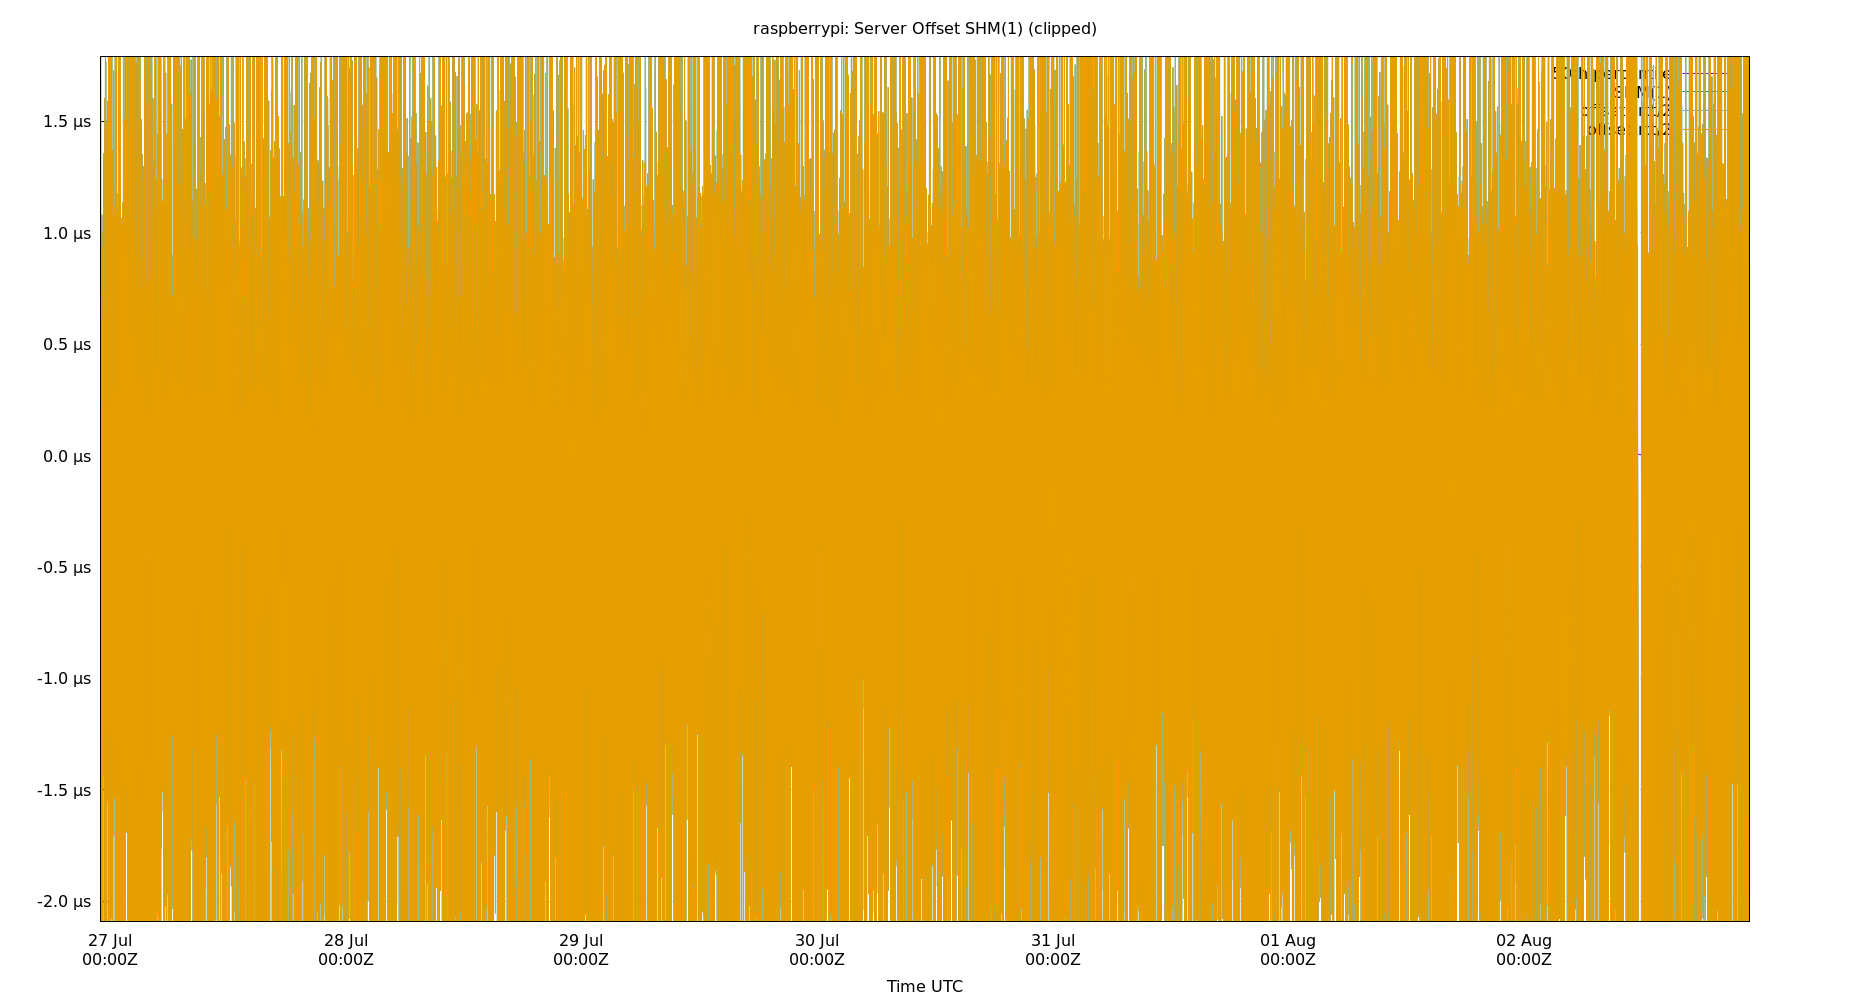 raspberrypi: Server Offset SHM(1) (clipped)
1.5 µs
1.0 µs
0.5 µs
0.0 µs
-0.5 µs
-1.0 µs
-1.5 µs
-2.0 µs
27 Jul 28 Jul 29 Jul 30 Jul 31 Jul 01 Aug 02 Aug
00:00Z 00:00Z 00:00Z 00:00Z 00:00Z 00:00Z 00:00Z
Time UTC